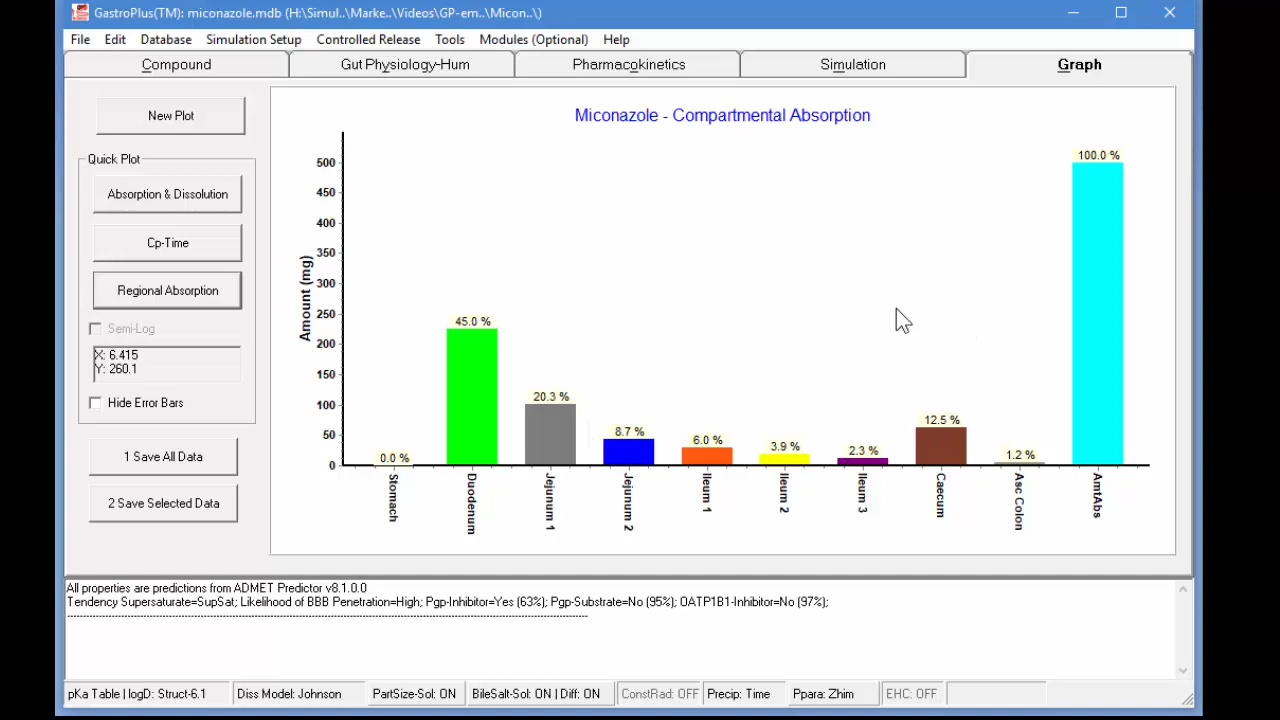 GastroPlus(TM): miconazole.mdb (H:\Simul..\Marke..\Videos\GP-em..\Micon..\)
File Edit Database Simulation Setup Controlled Release Tools Modules (Optional) Help
Compound Gut Physiology-Hum Pharmacokinetics Simulation Graph
New Plot
Quick Plot
Absorption & Dissolution
Cp-Time
Regional Absorption
Semi-Log
X: 6.415
Y: 260.1
Hide Error Bars
1 Save All Data
2 Save Selected Data
Miconazole - Compartmental Absorption
Amount (mg)
500
450
400
350
300
250
200
150
100
50
0
0.0 %
45.0 %
20.3 %
8.7 %
6.0 %
3.9 %
2.3 %
12.5 %
1.2 %
100.0 %
Stomach
Duodenum
Jejunum 1
Jejunum 2
Ileum 1
Ileum 2
Ileum 3
Caecum
Asc Colon
AmtAbs
All properties are predictions from ADMET Predictor v8.1.0.0
Tendency Supersaturate=SupSat; Likelihood of BBB Penetration=High; Pgp-Inhibitor=Yes (63%); Pgp-Substrate=No (95%); OATP1B1-Inhibitor=No (97%);
--------------------------------------------------------------------------------
pKa Table | logD: Struct-6.1 Diss Model: Johnson PartSize-Sol: ON BileSalt-Sol: ON | Diff: ON ConstRad: OFF Precip: Time Ppara: Zhim EHC: OFF